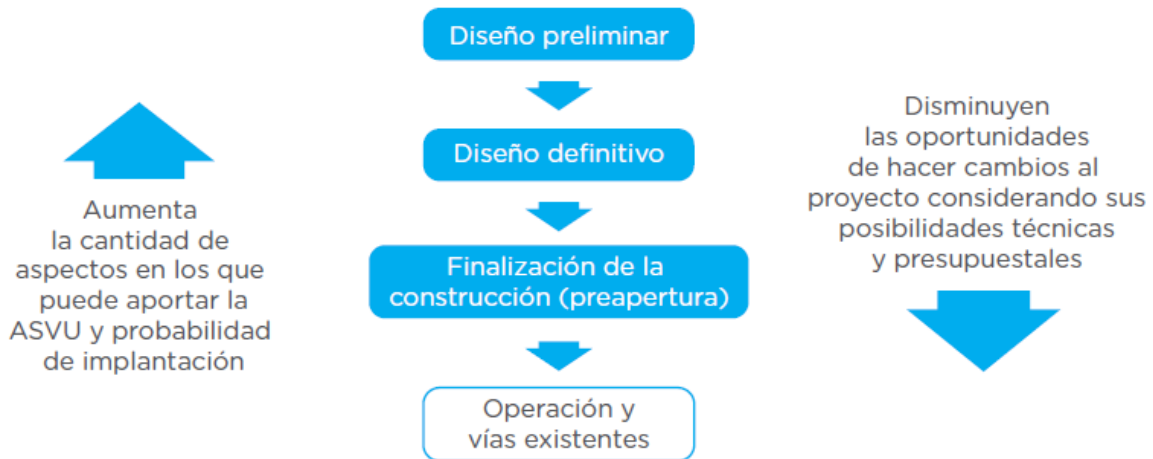 Diseño preliminar
Diseño definitivo
Finalización de la
construcción (preapertura)
Operación y
vías existentes
Aumenta
la cantidad de
aspectos en los que
puede aportar la
ASVU y probabilidad
de implantación
Disminuyen
las oportunidades
de hacer cambios al
proyecto considerando sus
posibilidades técnicas
y presupuestales